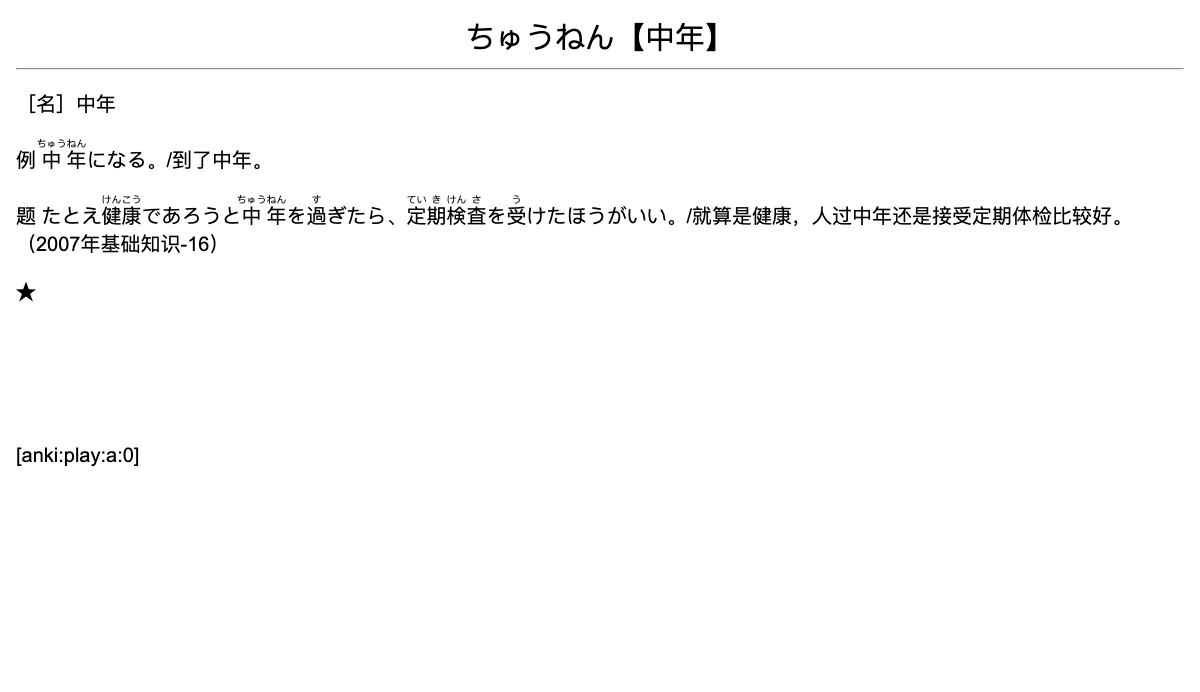 ちゅうねん【中年】
［名］中年
ちゅうねん
例 中年になる。/到了中年。
けんこう ちゅうねん す てい き けん さ う
题 たとえ健康であろうと中年を過ぎたら、定期検査を受けたほうがいい。/就算是健康，人过中年还是接受定期体检比较好。
（2007年基础知识-16）
★
[anki:play:a:0]